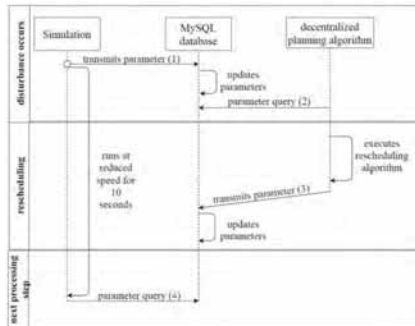 Simulation
MySQL
database
decentralized
planning algorithm
disturbance occurs
transmits parameter (1)
updates
parameters
parameter query (2)
rescheduling
runs at
reduced
speed for
10
seconds
executes
rescheduling
algorithm
transmits parameter (3)
updates
parameters
next processing
step
parameter query (4)